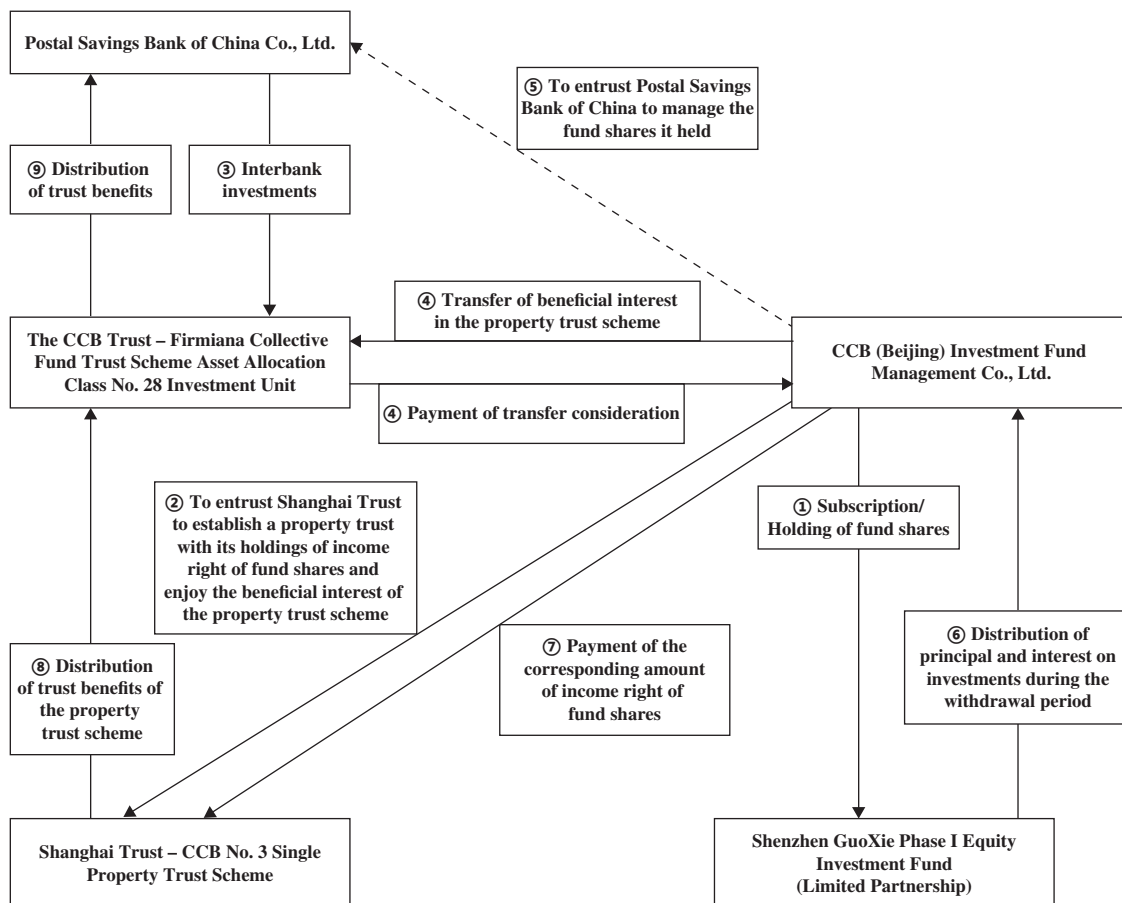 Postal Savings Bank of China Co., Ltd.
⑤ To entrust Postal Savings
Bank of China to manage the
fund shares it held
⑨ Distribution
of trust benefits
③ Interbank
investments
④ Transfer of beneficial interest
in the property trust scheme
The CCB Trust – Firmiana Collective
Fund Trust Scheme Asset Allocation
Class No. 28 Investment Unit
CCB (Beijing) Investment Fund
Management Co., Ltd.
④ Payment of transfer consideration
② To entrust Shanghai Trust
to establish a property trust
with its holdings of income
right of fund shares and
enjoy the beneficial interest of
the property trust scheme
① Subscription/
Holding of fund shares
⑧ Distribution
of trust benefits of
the property
trust scheme
⑦ Payment of the
corresponding amount
of income right of
fund shares
⑥ Distribution of
principal and interest on
investments during the
withdrawal period
Shanghai Trust – CCB No. 3 Single
Property Trust Scheme
Shenzhen GuoXie Phase I Equity
Investment Fund
(Limited Partnership)